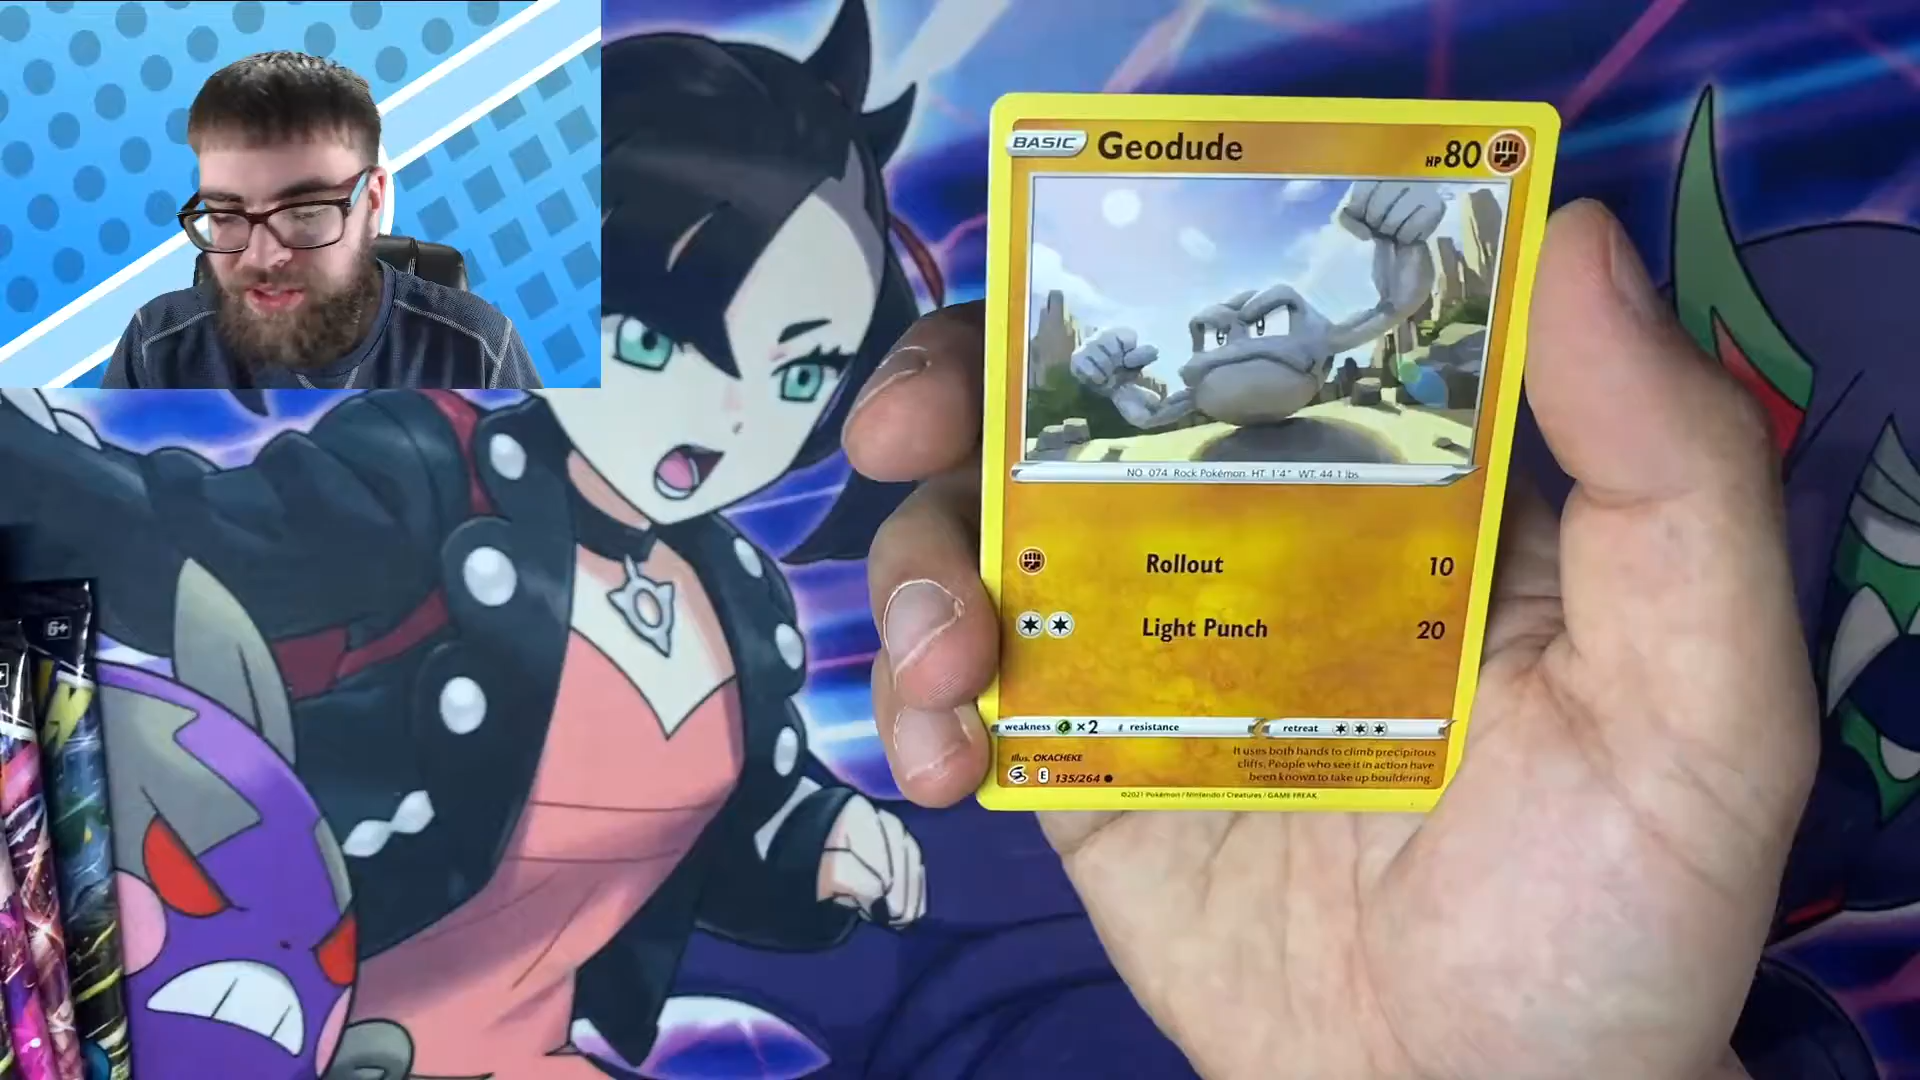 BASIC Geodude HP 80
NO. 074 Rock Pokémon HT. 1'4" WT. 44.1 lbs.
Rollout 10
Light Punch 20
weakness ×2 resistance retreat
Illus. OKACHEKE
E 135/264
It uses both hands to climb precipitous
cliffs. People who see it in action have
been known to take up bouldering.
©2021 Pokémon / Nintendo / Creatures / GAME FREAK.
6+